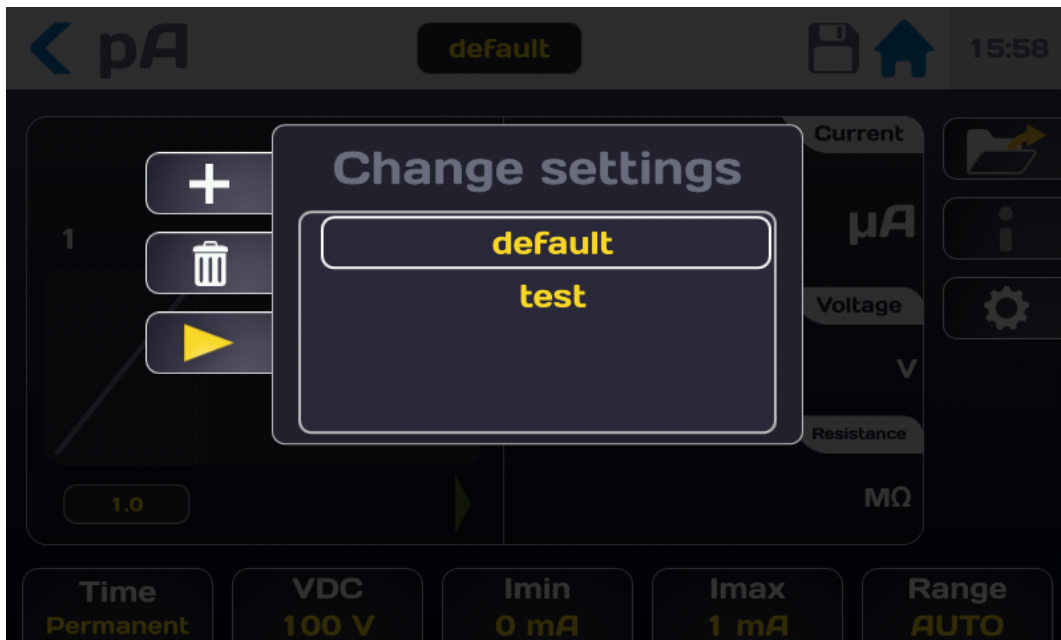 pA
default
15:58
Change settings
default
test
1
1.0
Current
µA
Voltage
V
Resistance
MΩ
Time
Permanent
VDC
100 V
Imin
0 mA
Imax
1 mA
Range
AUTO